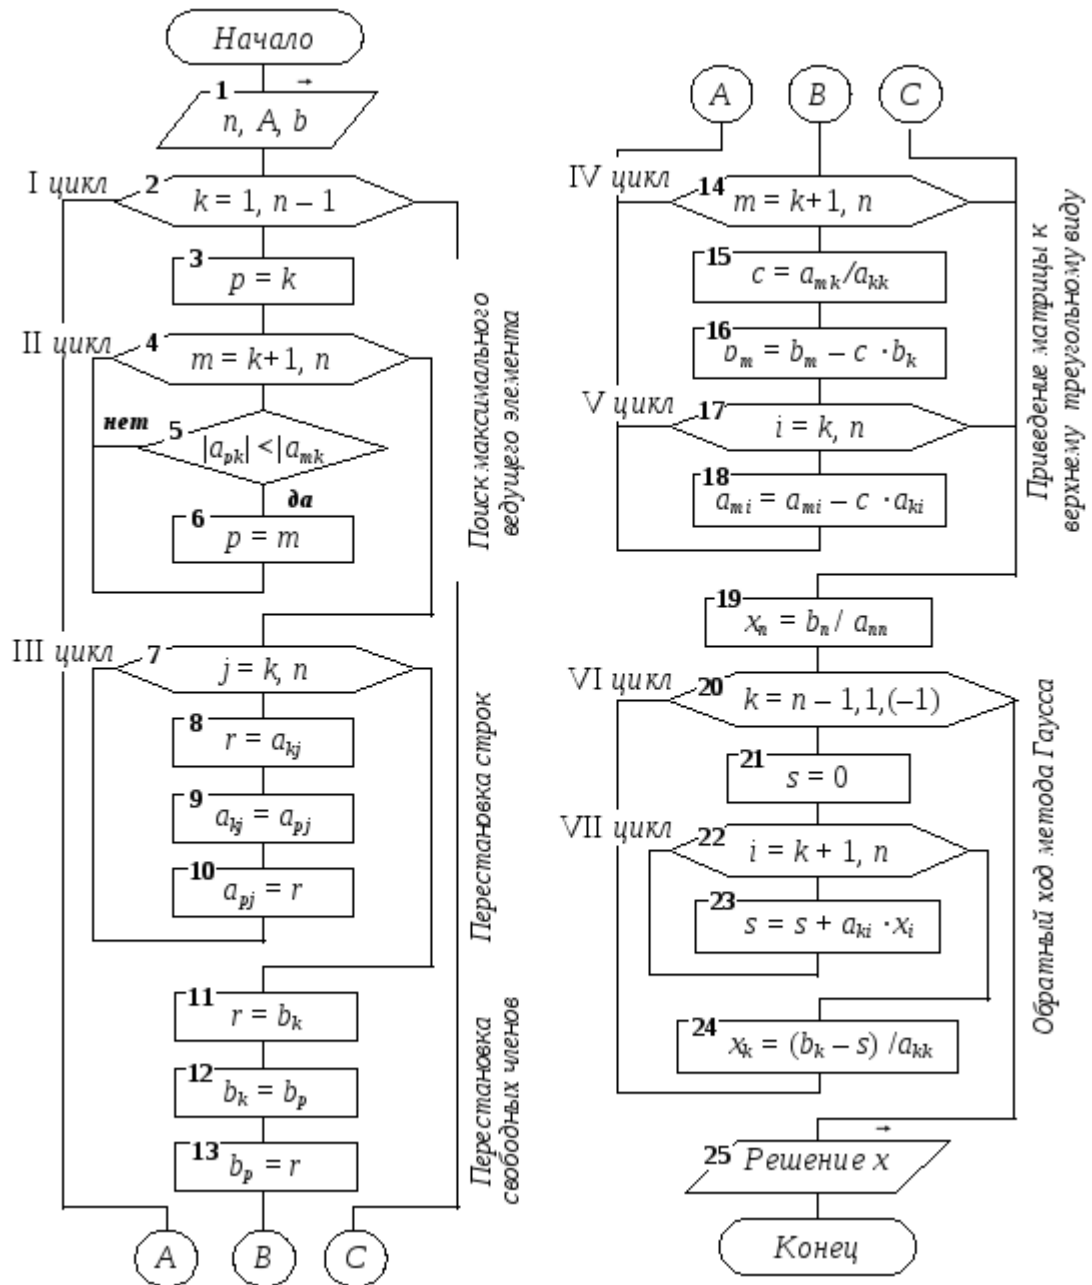 Начало
1
n, A, b
I цикл
2
k = 1, n – 1
3
p = k
II цикл
4
m = k+1, n
нет
5
|a_pk| < |a_mk
да
6
p = m
Поиск максимального
ведущего элемента
III цикл
7
j = k, n
8
r = a_kj
9
a_kj = a_pj
10
a_pj = r
Перестановка строк
11
r = b_k
12
b_k = b_p
13
b_p = r
Перестановка
свободных членов
A
B
C
A
B
C
IV цикл
14
m = k+1, n
15
c = a_mk/a_kk
16
b_m = b_m – c · b_k
V цикл
17
i = k, n
18
a_mi = a_mi – c · a_ki
Приведение матрицы к
верхнему треугольному виду
19
x_n = b_n / a_nn
VI цикл
20
k = n – 1, 1, (–1)
21
s = 0
VII цикл
22
i = k + 1, n
23
s = s + a_ki · x_i
24
x_k = (b_k – s) /a_kk
Обратный ход метода Гаусса
25
Решение x
Конец